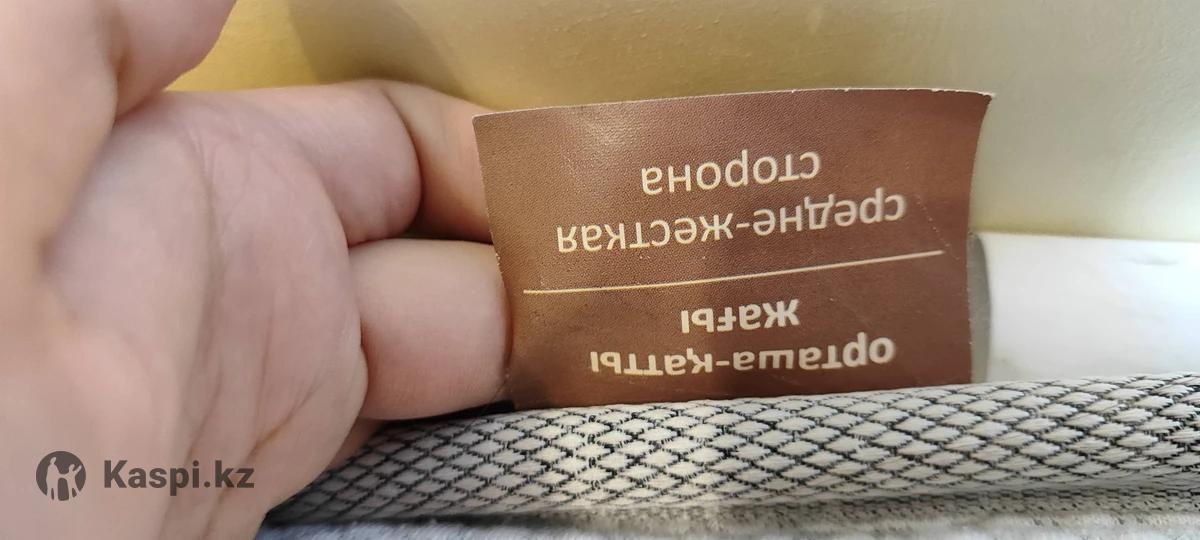 орташа-қатты
жағы
средне-жесткая
сторона
Kaspi.kz